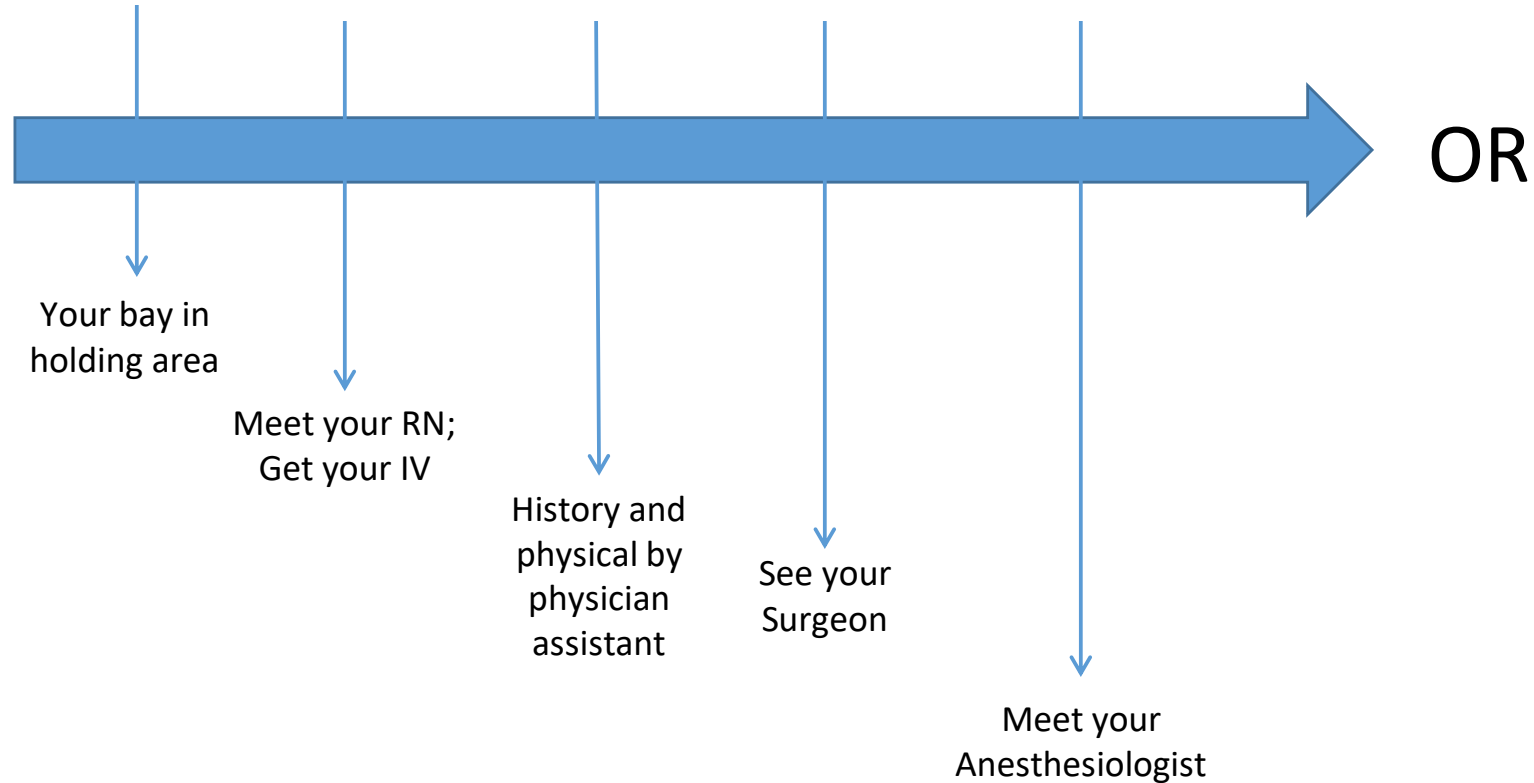 OR
Your bay in
holding area
Meet your RN;
Get your IV
History and
physical by
physician
assistant
See your
Surgeon
Meet your
Anesthesiologist